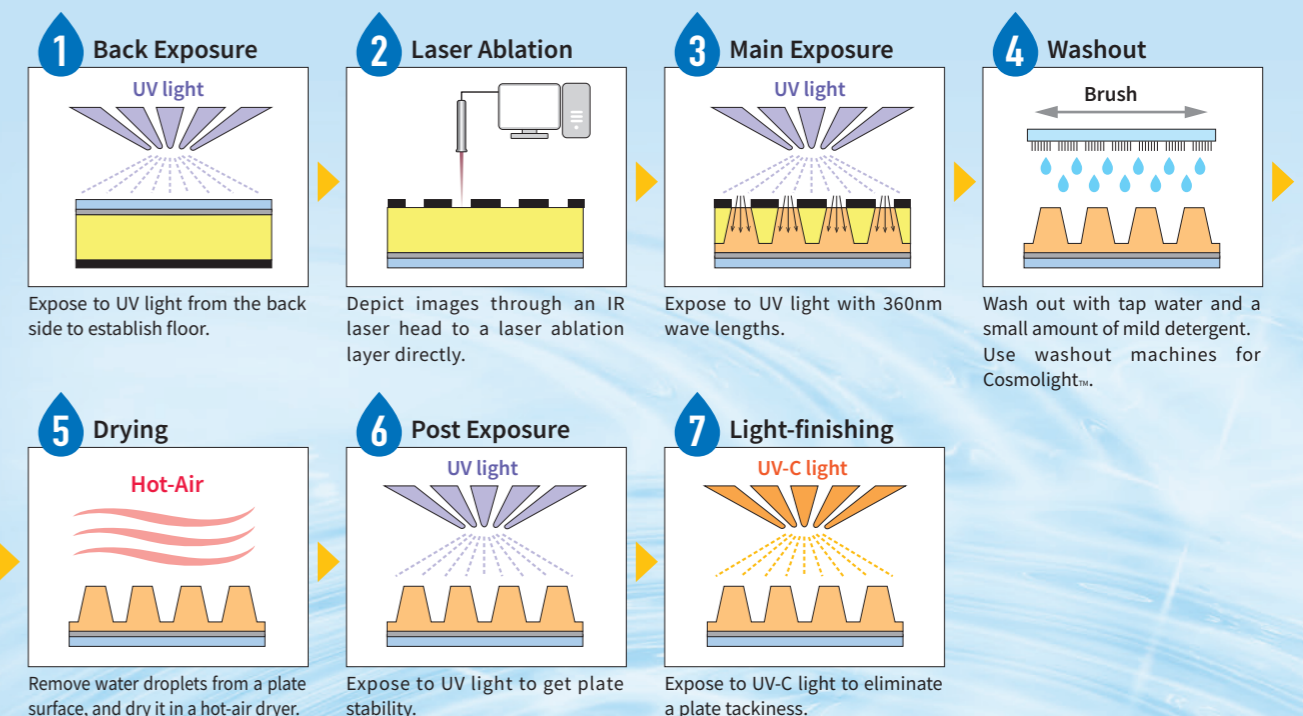 1 Back Exposure
UV light
Expose to UV light from the back
side to establish floor.
2 Laser Ablation
Depict images through an IR
laser head to a laser ablation
layer directly.
3 Main Exposure
UV light
Expose to UV light with 360nm
wave lengths.
4 Washout
Brush
Wash out with tap water and a
small amount of mild detergent.
Use washout machines for
Cosmolight™.
5 Drying
Hot-Air
Remove water droplets from a plate
surface, and dry it in a hot-air dryer.
6 Post Exposure
UV light
Expose to UV light to get plate
stability.
7 Light-finishing
UV-C light
Expose to UV-C light to eliminate
a plate tackiness.